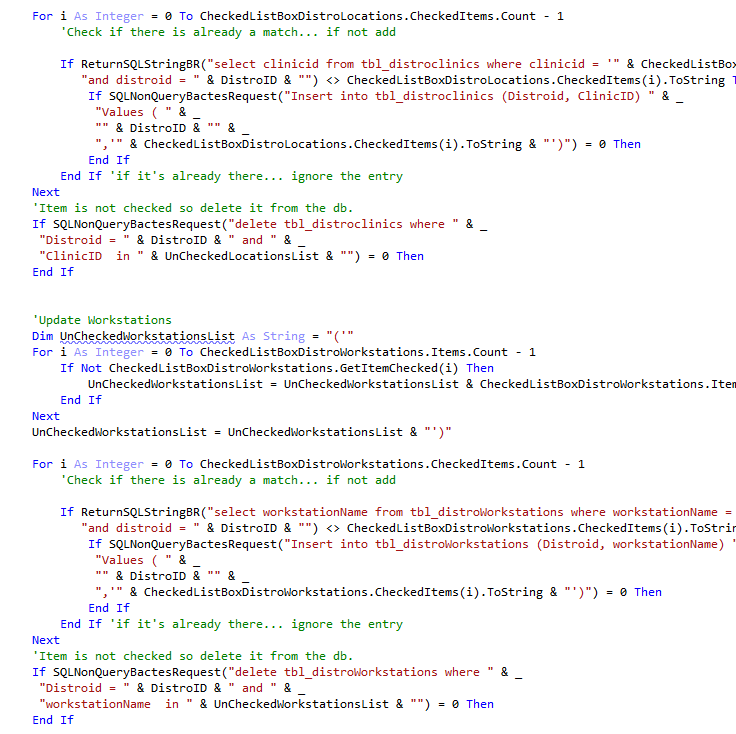 For i As Integer = 0 To CheckedListBoxDistroLocations.CheckedItems.Count - 1
'Check if there is already a match... if not add
If ReturnSQLStringBR("select clinicid from tbl_distroclinics where clinicid = '" & CheckedListBox
"and distroid = " & DistroID & "") <> CheckedListBoxDistroLocations.CheckedItems(i).ToString T
If SQLNonQueryBactesRequest("Insert into tbl_distroclinics (Distroid, ClinicID) " & _
"Values ( " & _
"" & DistroID & "" & _
",'" & CheckedListBoxDistroLocations.CheckedItems(i).ToString & "')") = 0 Then
End If
End If 'if it's already there... ignore the entry
Next
'Item is not checked so delete it from the db.
If SQLNonQueryBactesRequest("delete tbl_distroclinics where " & _
"Distroid = " & DistroID & " and " & _
"ClinicID  in " & UnCheckedLocationsList & "") = 0 Then
End If
'Update Workstations
Dim UnCheckedWorkstationsList As String = "('"
For i As Integer = 0 To CheckedListBoxDistroWorkstations.Items.Count - 1
If Not CheckedListBoxDistroWorkstations.GetItemChecked(i) Then
UnCheckedWorkstationsList = UnCheckedWorkstationsList & CheckedListBoxDistroWorkstations.Item
End If
Next
UnCheckedWorkstationsList = UnCheckedWorkstationsList & "')"
For i As Integer = 0 To CheckedListBoxDistroWorkstations.CheckedItems.Count - 1
'Check if there is already a match... if not add
If ReturnSQLStringBR("select workstationName from tbl_distroWorkstations where workstationName =
"and distroid = " & DistroID & "") <> CheckedListBoxDistroWorkstations.CheckedItems(i).ToStrin
If SQLNonQueryBactesRequest("Insert into tbl_distroWorkstations (Distroid, workstationName) "
"Values ( " & _
"" & DistroID & "" & _
",'" & CheckedListBoxDistroWorkstations.CheckedItems(i).ToString & "')") = 0 Then
End If
End If 'if it's already there... ignore the entry
Next
'Item is not checked so delete it from the db.
If SQLNonQueryBactesRequest("delete tbl_distroWorkstations where " & _
"Distroid = " & DistroID & " and " & _
"workstationName  in " & UnCheckedWorkstationsList & "") = 0 Then
End If